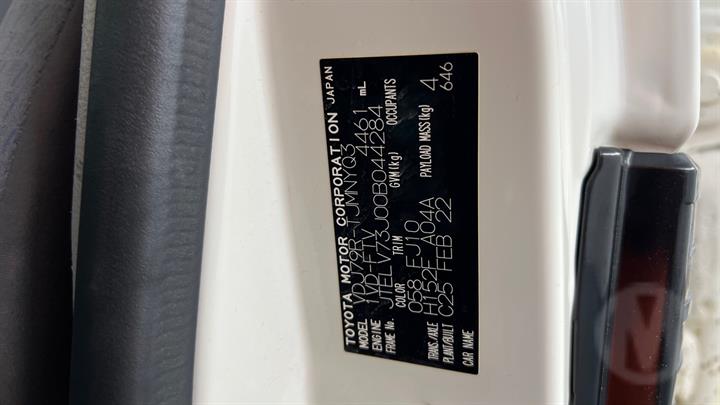 TOYOTA MOTOR CORPORATION JAPAN
MODEL VDJ79R-TJMNYQ3
ENGINE 1VD-FTV 4461 mL
FRAME No. JTELV73J00B044284
COLOR TRIM GVM(kg) OCCUPANTS
058 FJ10 4
TRANS/AXLE H152F A04A PAYLOAD MASS(kg) 646
PLANT/BUILT C25 FEB 22
CAR NAME